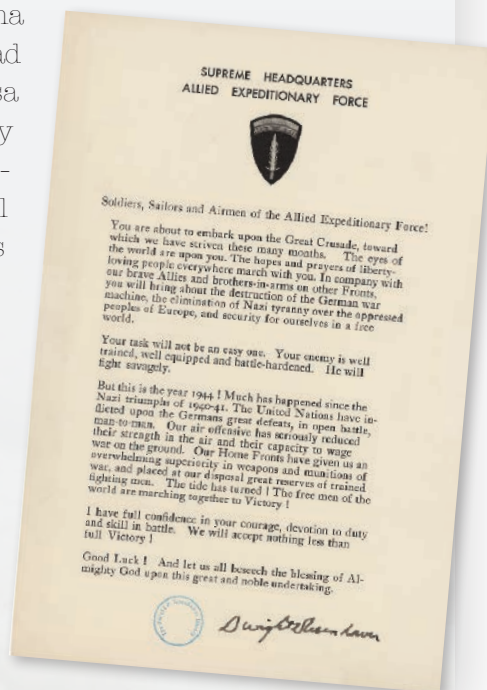 na
ad
sa
y
-
l
s
SUPREME HEADQUARTERS
ALLIED EXPEDITIONARY FORCE
Soldiers, Sailors and Airmen of the Allied Expeditionary Force!
You are about to embark upon the Great Crusade, toward
which we have striven these many months. The eyes of
the world are upon you. The hopes and prayers of liberty-
loving people everywhere march with you. In company with
our brave Allies and brothers-in-arms on other Fronts,
you will bring about the destruction of the German war
machine, the elimination of Nazi tyranny over the oppressed
peoples of Europe, and security for ourselves in a free
world.
Your task will not be an easy one. Your enemy is well
trained, well equipped and battle-hardened. He will
fight savagely.
But this is the year 1944 ! Much has happened since the
Nazi triumphs of 1940-41. The United Nations have in-
flicted upon the Germans great defeats, in open battle,
man-to-man. Our air offensive has seriously reduced
their strength in the air and their capacity to wage
war on the ground. Our Home Fronts have given us an
overwhelming superiority in weapons and munitions of
war, and placed at our disposal great reserves of trained
fighting men. The tide has turned ! The free men of the
world are marching together to Victory !
I have full confidence in your courage, devotion to duty
and skill in battle. We will accept nothing less than
full Victory !
Good Luck ! And let us all beseech the blessing of Al-
mighty God upon this great and noble undertaking.
Dwight D. Eisenhower